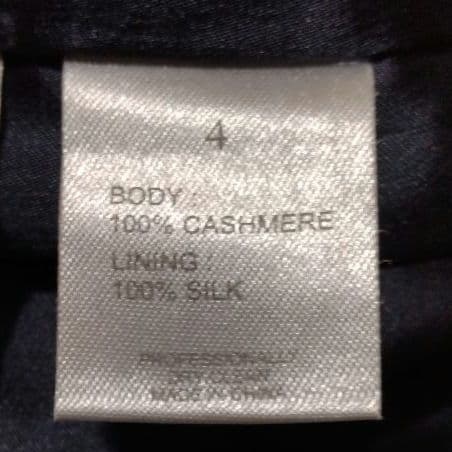 4
BODY :
100% CASHMERE
LINING :
100% SILK
PROFESSIONALLY
DRY CLEAN
MADE IN CHINA